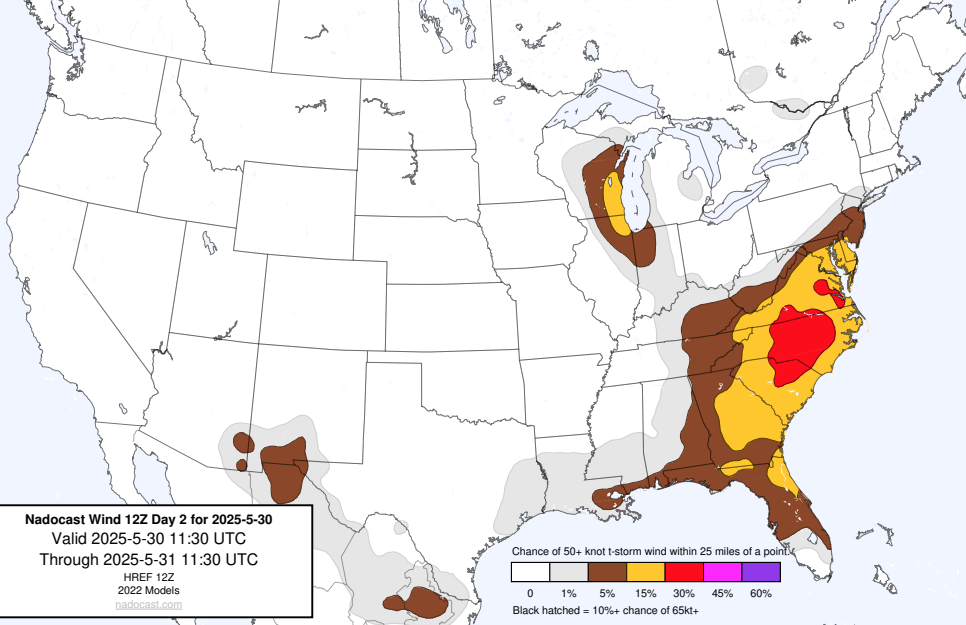 Nadocast Wind 12Z Day 2 for 2025-5-30
Valid 2025-5-30 11:30 UTC
Through 2025-5-31 11:30 UTC
HREF 12Z
2022 Models
nadocast.com
Chance of 50+ knot t-storm wind within 25 miles of a point.
0 1% 5% 15% 30% 45% 60%
Black hatched = 10%+ chance of 65kt+